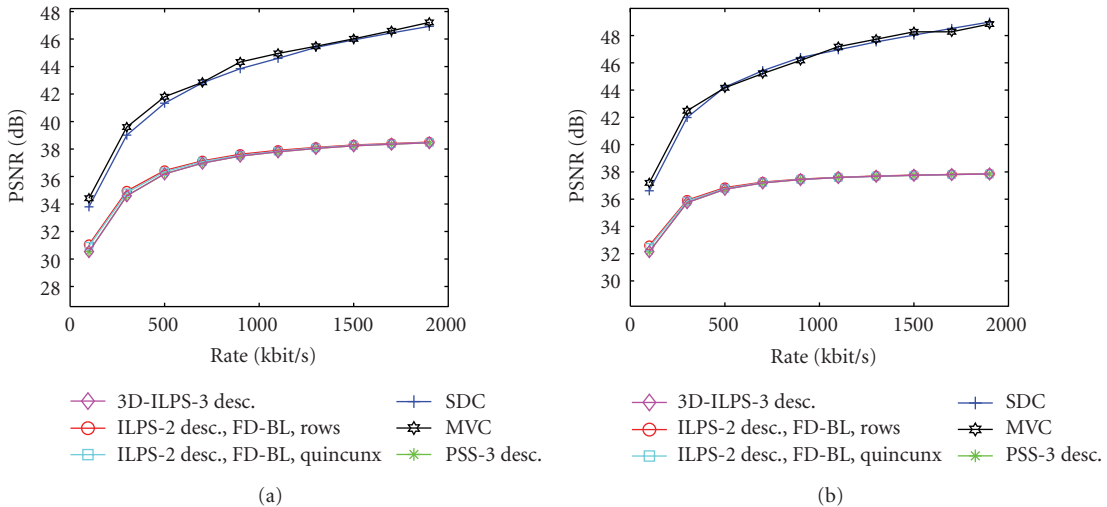 48
46
44
42
40
38
36
34
32
30
28
PSNR (dB)
0 500 1000 1500 2000
Rate (kbit/s)
3D-ILPS-3 desc.
ILPS-2 desc., FD-BL, rows
ILPS-2 desc., FD-BL, quincunx
SDC
MVC
PSS-3 desc.
(a)
48
46
44
42
40
38
36
34
32
30
PSNR (dB)
0 500 1000 1500 2000
Rate (kbit/s)
3D-ILPS-3 desc.
ILPS-2 desc., FD-BL, rows
ILPS-2 desc., FD-BL, quincunx
SDC
MVC
PSS-3 desc.
(b)